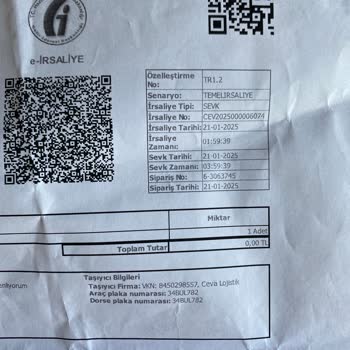 e-İRSALİYE
Özelleştirme No: TR1.2
Senaryo: TEMELIRSALIYE
İrsaliye Tipi: SEVK
İrsaliye No: CEV2025000006074
İrsaliye Tarihi: 21-01-2025
İrsaliye Zamanı: 01:59:39
Sevk Tarihi: 21-01-2025
Sevk Zamanı: 03:59:39
Sipariş No: 6-3063745
Sipariş Tarihi: 21-01-2025
Miktar
1 Adet
Toplam Tutar 0,00 TL
Taşıyıcı Bilgileri
Taşıyıcı Firma: VKN: 8450298557, Ceva Lojistik
Araç plaka numarası: 34BUL782
Dorse plaka numarası: 34BUL782